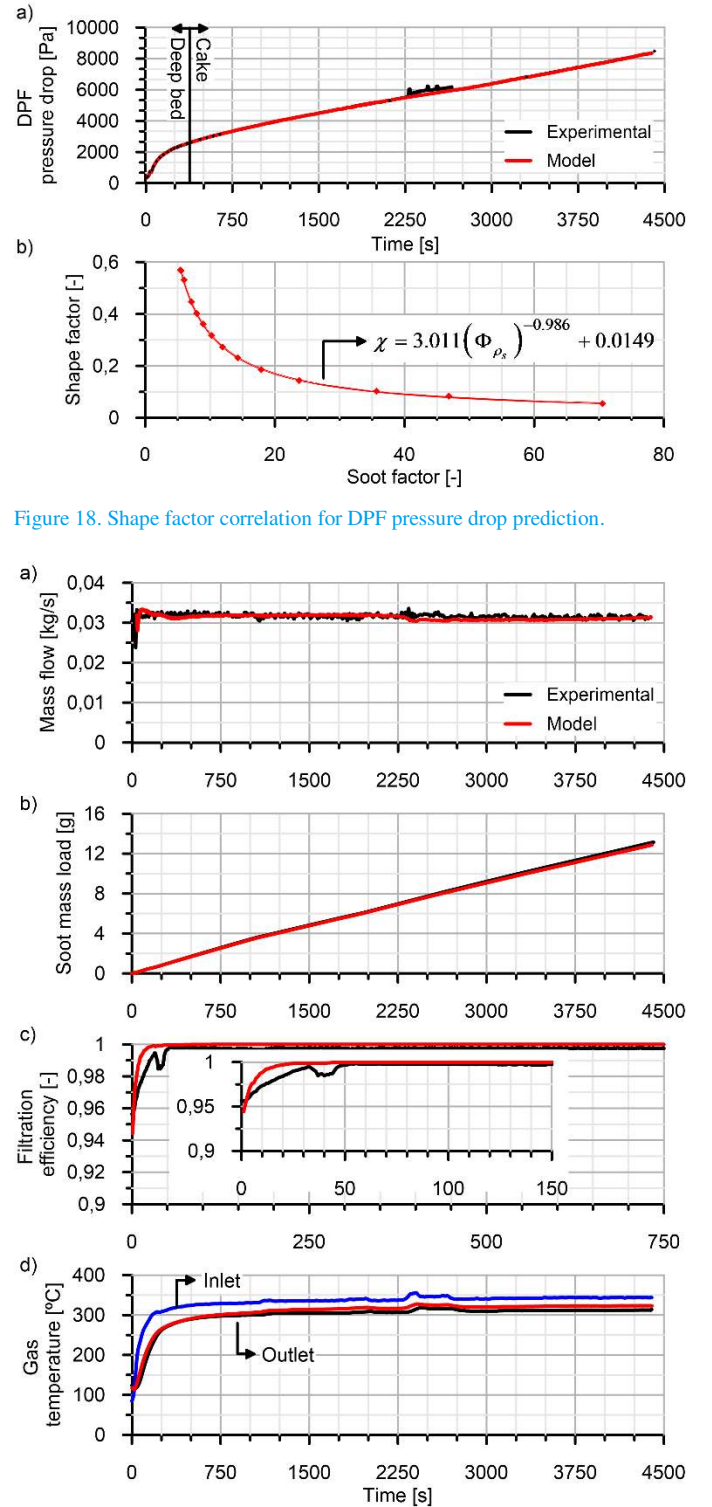 a)
10000
8000
6000
4000
2000
0
DPF
pressure drop [Pa]
Deep bed
Cake
Experimental
Model
0 750 1500 2250 3000 3750 4500
Time [s]
b)
0,6
0,4
0,2
0
Shape factor [-]
χ = 3.011(Φρs)^−0.986 + 0.0149
0 20 40 60 80
Soot factor [-]
Figure 18. Shape factor correlation for DPF pressure drop prediction.
a)
0,04
0,03
0,02
0,01
0
Mass flow [kg/s]
Experimental
Model
0 750 1500 2250 3000 3750 4500
b)
16
12
8
4
0
Soot mass load [g]
0 750 1500 2250 3000 3750 4500
c)
1
0,98
0,96
0,94
0,92
0,9
Filtration
efficiency [-]
1
0,95
0,9
0 50 100 150
0 250 500 750
d)
400
300
200
100
0
Gas
temperature [ºC]
Inlet
Outlet
0 750 1500 2250 3000 3750 4500
Time [s]